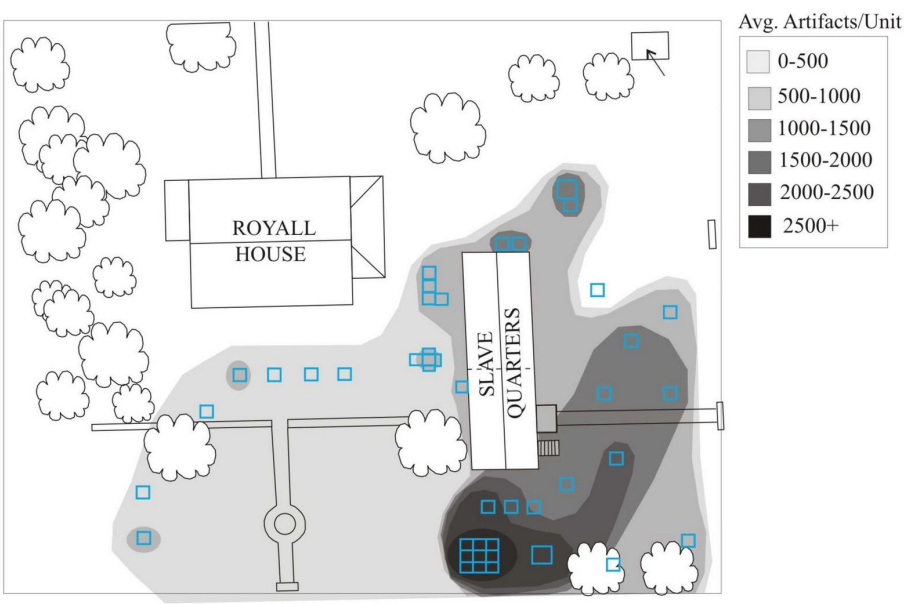 Avg. Artifacts/Unit
0-500
500-1000
1000-1500
1500-2000
2000-2500
2500+
ROYALL
HOUSE
SLAVE
QUARTERS